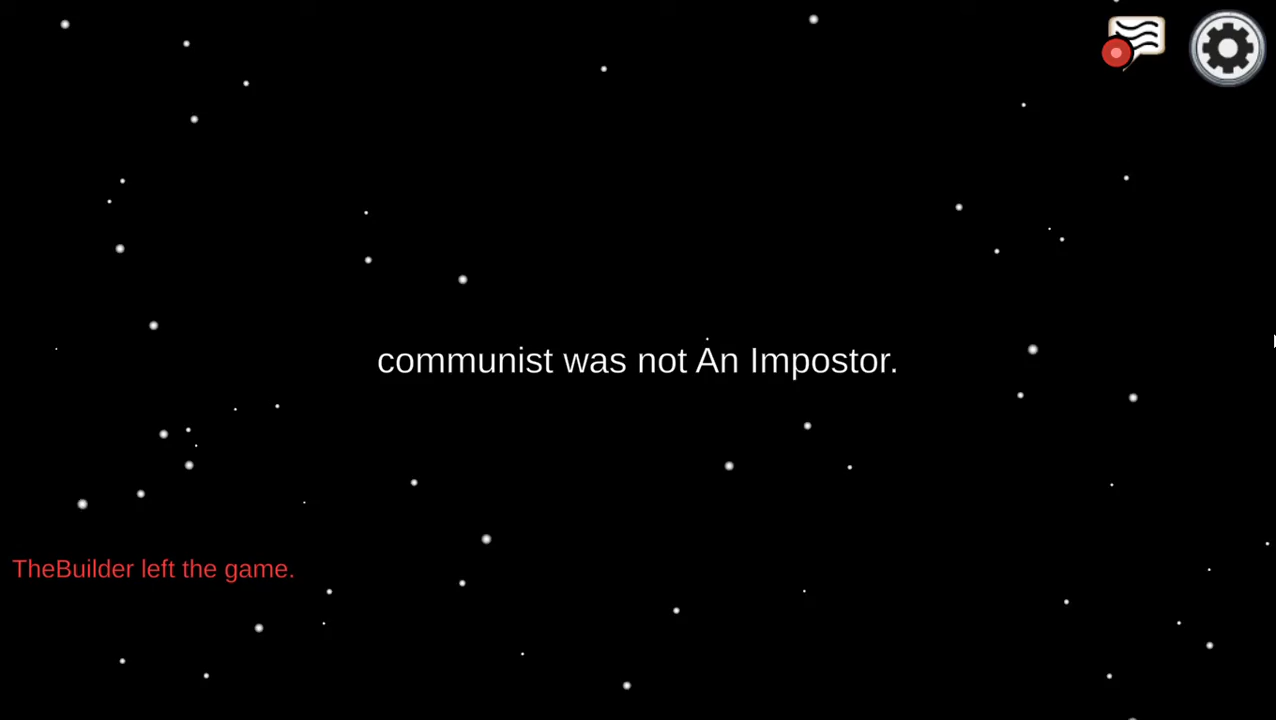 communist was not An Impostor.
TheBuilder left the game.